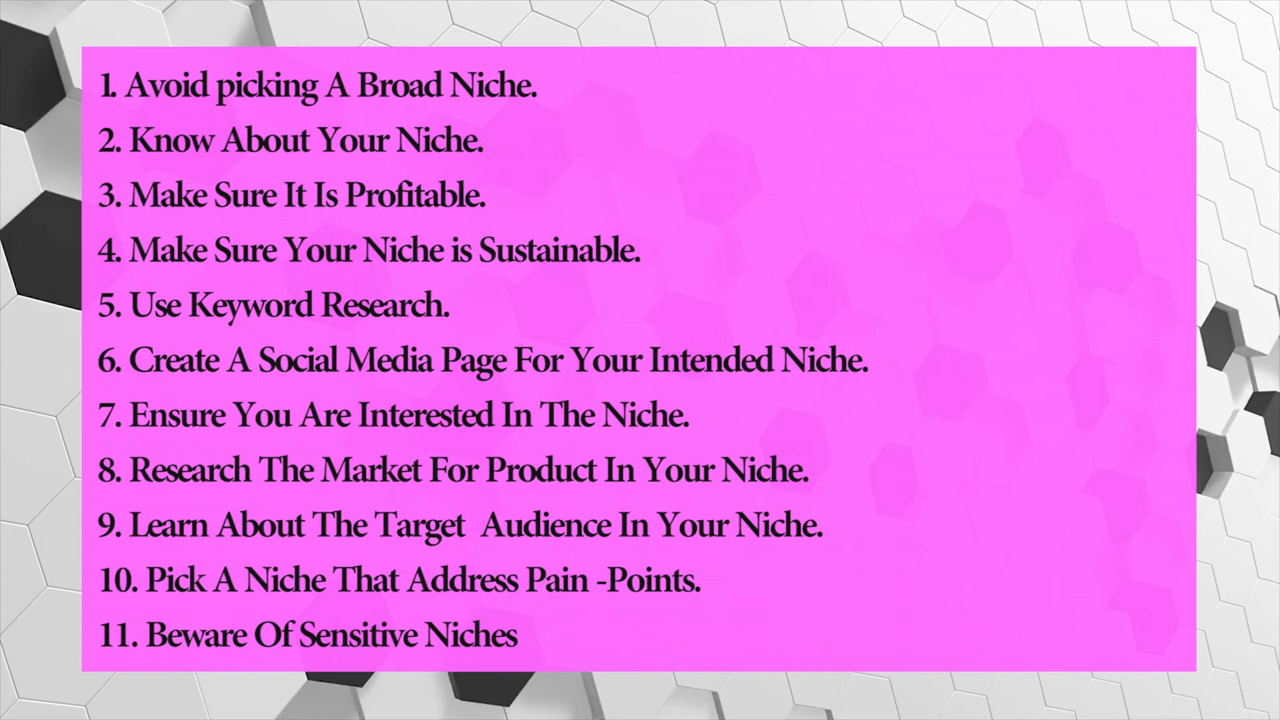 1. Avoid picking A Broad Niche.
2. Know About Your Niche.
3. Make Sure It Is Profitable.
4. Make Sure Your Niche is Sustainable.
5. Use Keyword Research.
6. Create A Social Media Page For Your Intended Niche.
7. Ensure You Are Interested In The Niche.
8. Research The Market For Product In Your Niche.
9. Learn About The Target  Audience In Your Niche.
10. Pick A Niche That Address Pain -Points.
11. Beware Of Sensitive Niches